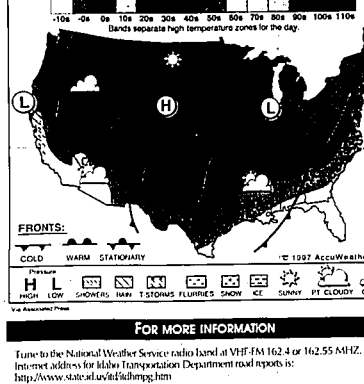 -10s -0s 0s 10s 20s 30s 40s 50s 60s 70s 80s 90s 100s 110s
Bands separate high temperature zones for the day.
L
H
L
FRONTS:
COLD WARM STATIONARY
© 1997 AccuWeathe
Pressure
H L
HIGH LOW SHOWERS RAIN T-STORMS FLURRIES SNOW ICE SUNNY PT CLOUDY
Via Associated Press
FOR MORE INFORMATION
Tune to the National Weather Service radio band at VHF-FM 162.4 or 162.55 MHZ.
Internet address for Idaho Transportation Department road reports is:
http://www.state.id.us/itd/itdhmpg.htm